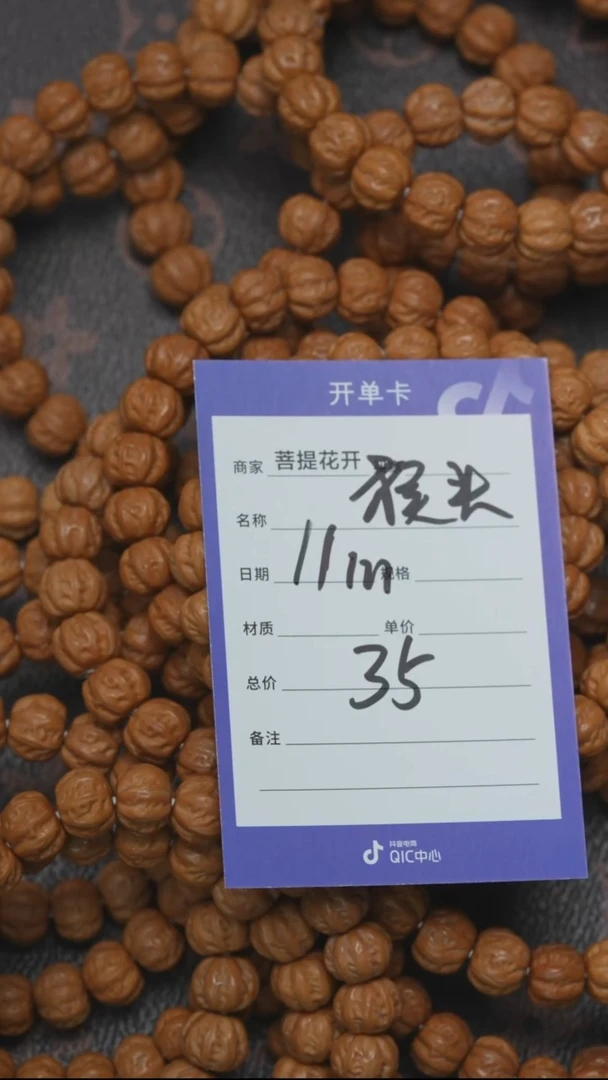 开单卡
商家 菩提花开
猴头
名称
日期 11m 规格
材质 单价
总价 35
备注
抖音电商
QIC中心